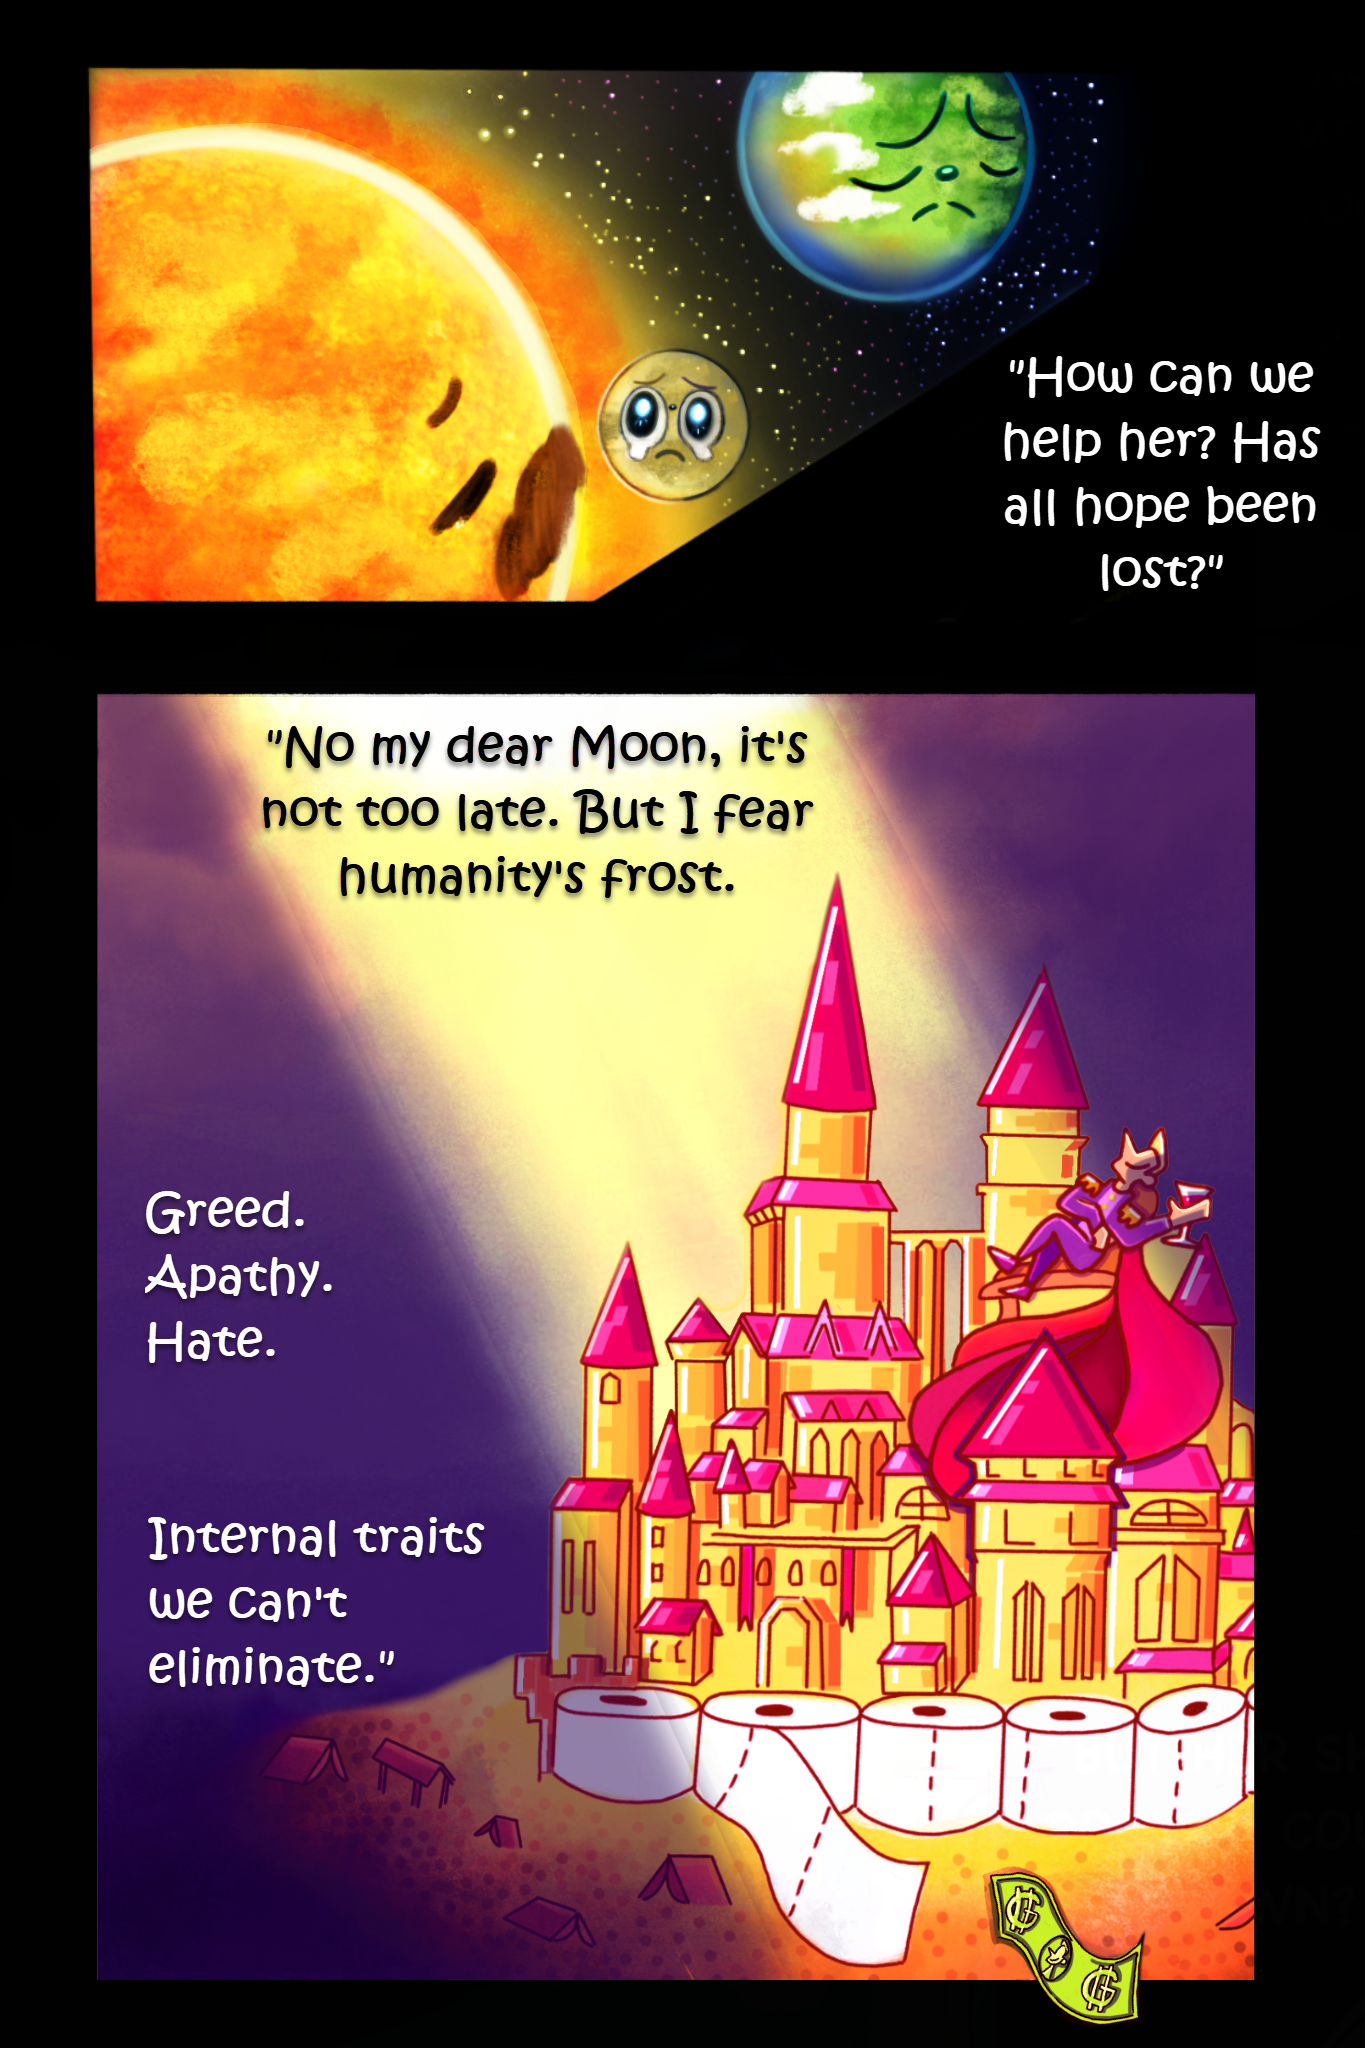 "How can we
help her? Has
all hope been
lost?"
"No my dear Moon, it's
not too late. But I fear
humanity's frost.
Greed.
Apathy.
Hate.
Internal traits
we can't
eliminate."